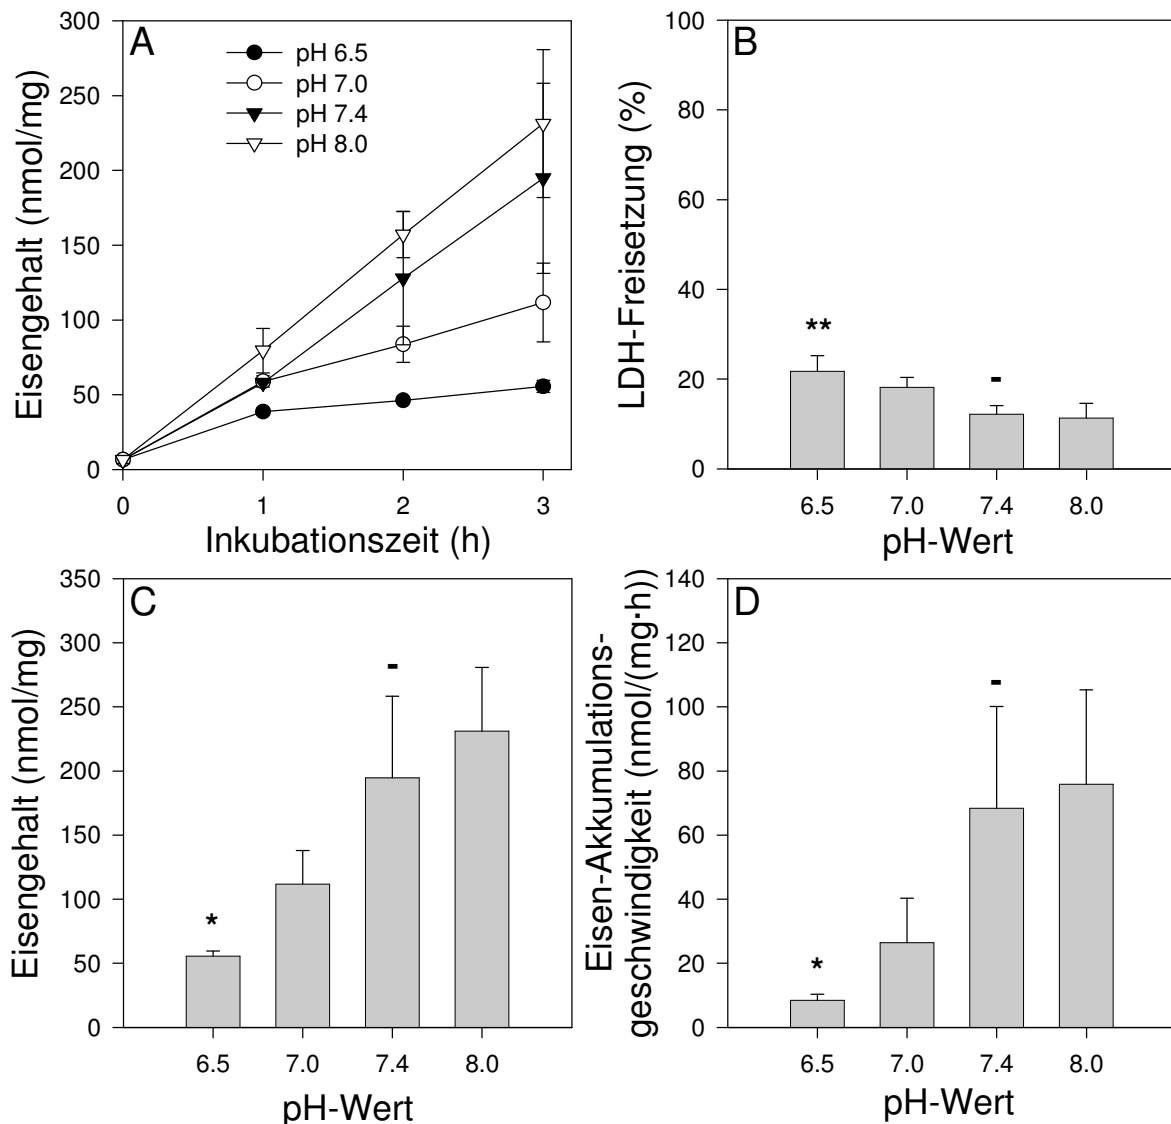 A
300
250
200
150
100
50
0
Eisengehalt (nmol/mg)
pH 6.5
pH 7.0
pH 7.4
pH 8.0
0 1 2 3
Inkubationszeit (h)
B
100
80
60
40
20
0
LDH-Freisetzung (%)
**
-
6.5 7.0 7.4 8.0
pH-Wert
C
350
300
250
200
150
100
50
0
Eisengehalt (nmol/mg)
*
-
6.5 7.0 7.4 8.0
pH-Wert
D
140
120
100
80
60
40
20
0
Eisen-Akkumulations-
geschwindigkeit (nmol/(mg·h))
*
-
6.5 7.0 7.4 8.0
pH-Wert